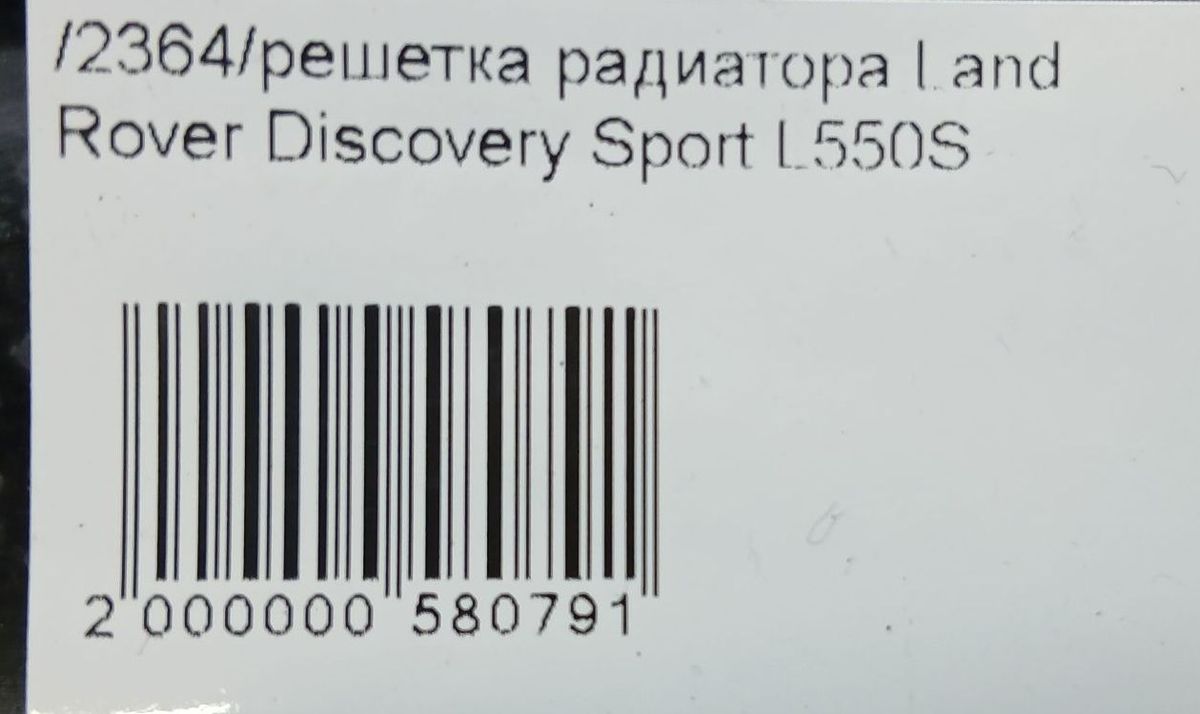 /2364/решетка радиатора Land
Rover Discovery Sport L550S
2 000000 580791